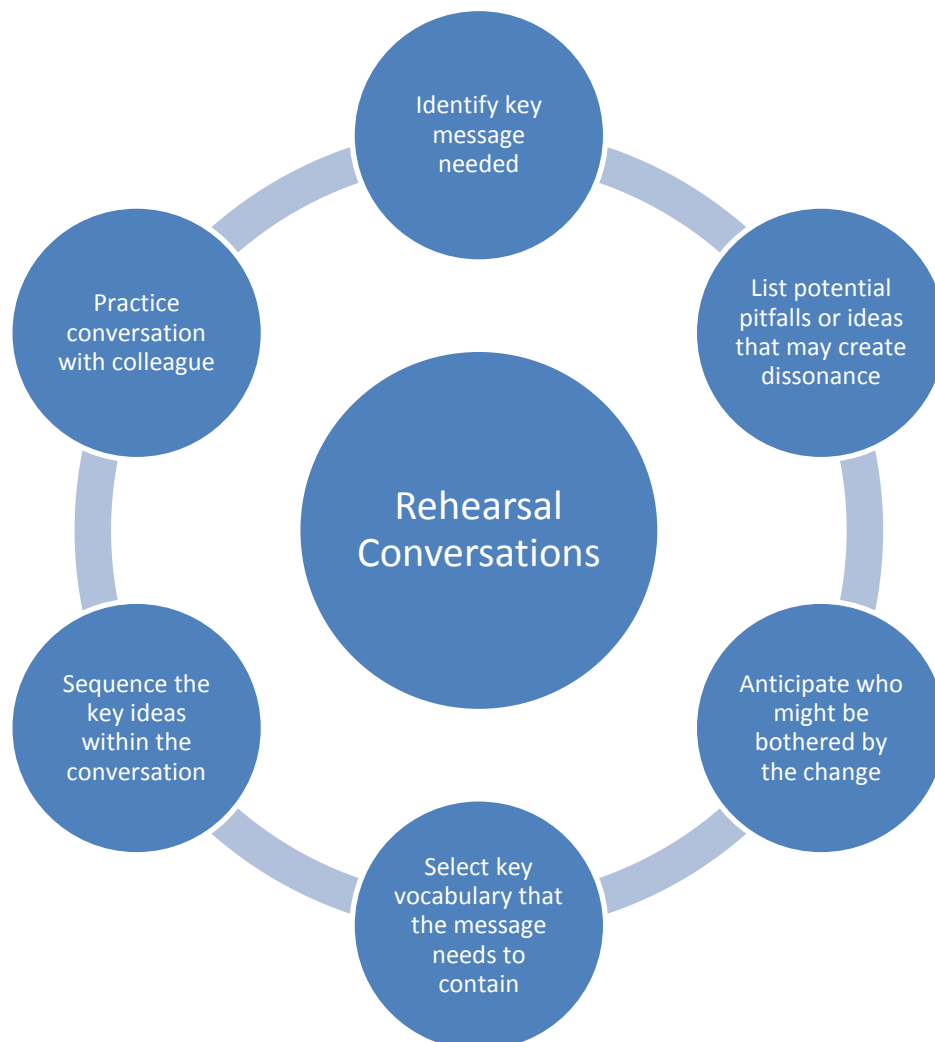 Identify key
message
needed
List potential
pitfalls or ideas
that may create
dissonance
Anticipate who
might be
bothered by
the change
Select key
vocabulary that
the message
needs to
contain
Sequence the
key ideas
within the
conversation
Practice
conversation
with colleague
Rehearsal
Conversations